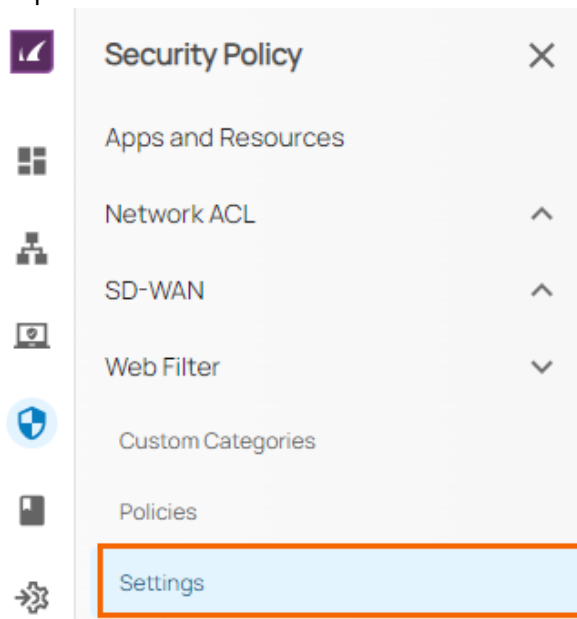 Security Policy
Apps and Resources
Network ACL
SD-WAN
Web Filter
Custom Categories
Policies
Settings